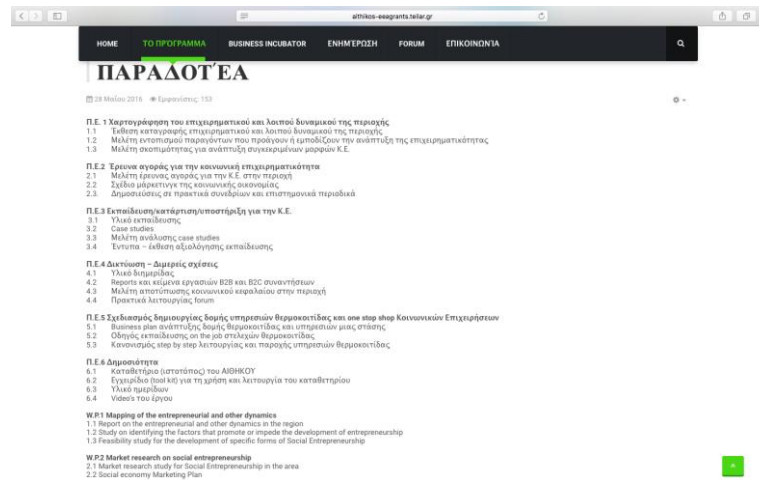 aithikos-eeagrants.teilar.gr
HOME ΤΟ ΠΡΌΓΡΑΜΜΑ BUSINESS INCUBATOR ΕΝΗΜΈΡΩΣΗ FORUM ΕΠΙΚΟΙΝΩΝΊΑ
ΠΑΡΑΔΟΤΈΑ
28 Μαΐου 2016 Εμφανίσεις: 153
Π.Ε. 1 Χαρτογράφηση του επιχειρηματικού και λοιπού δυναμικού της περιοχής
1.1 Έκθεση καταγραφής επιχειρηματικού και λοιπού δυναμικού της περιοχής
1.2 Μελέτη εντοπισμού παραγόντων που προάγουν ή εμποδίζουν την ανάπτυξη της επιχειρηματικότητας
1.3 Μελέτη σκοπιμότητας για ανάπτυξη συγκεκριμένων μορφών Κ.Ε.
Π.Ε.2 Έρευνα αγοράς για την κοινωνική επιχειρηματικότητα
2.1 Μελέτη έρευνας αγοράς για την Κ.Ε. στην περιοχή
2.2 Σχέδιο μάρκετινγκ της κοινωνικής οικονομίας
2.3. Δημοσιεύσεις σε πρακτικά συνεδρίων και επιστημονικά περιοδικά
Π.Ε.3 Εκπαίδευση/κατάρτιση/υποστήριξη για την Κ.Ε.
3.1 Υλικό εκπαίδευσης
3.2 Case studies
3.3 Μελέτη ανάλυσης case studies
3.4 Έντυπα – έκθεση αξιολόγησης εκπαίδευσης
Π.Ε.4 Δικτύωση – Διμερείς σχέσεις
4.1 Υλικό διημερίδας
4.2 Reports και κείμενα εργασιών B2B και B2C συναντήσεων
4.3 Μελέτη αποτύπωσης κοινωνικού κεφαλαίου στην περιοχή
4.4 Πρακτικά λειτουργίας forum
Π.Ε.5 Σχεδιασμός δημιουργίας δομής υπηρεσιών θερμοκοιτίδας και one stop shop Κοινωνικών Επιχειρήσεων
5.1 Business plan ανάπτυξης δομής θερμοκοιτίδας και υπηρεσιών μιας στάσης
5.2 Οδηγός εκπαίδευσης on the job στελεχών θερμοκοιτίδας
5.3 Κανονισμός step by step λειτουργίας και παροχής υπηρεσιών θερμοκοιτίδας
Π.Ε.6 Δημοσιότητα
6.1 Καταθετήριο (ιστοτόπος) του ΑΙΘΗΚΟΥ
6.2 Εγχειρίδιο (tool kit) για τη χρήση και λειτουργία του καταθετηρίου
6.3 Υλικό ημερίδων
6.4 Video's του έργου
W.P.1 Mapping of the entrepreneurial and other dynamics
1.1 Report on the entrepreneurial and other dynamics in the region
1.2 Study on identifying the factors that promote or impede the development of entrepreneurship
1.3 Feasibility study for the development of specific forms of Social Entrepreneurship
W.P.2 Market research on social entrepreneurship
2.1 Market research study for Social Entrepreneurship in the area
2.2 Social economy Marketing Plan